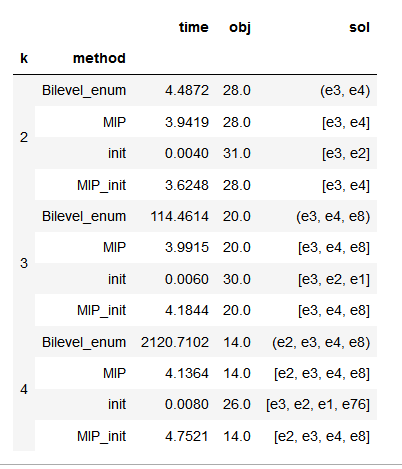 time obj sol
k method
2 Bilevel_enum 4.4872 28.0 (e3, e4)
MIP 3.9419 28.0 [e3, e4]
init 0.0040 31.0 [e3, e2]
MIP_init 3.6248 28.0 [e3, e4]
3 Bilevel_enum 114.4614 20.0 (e3, e4, e8)
MIP 3.9915 20.0 [e3, e4, e8]
init 0.0060 30.0 [e3, e2, e1]
MIP_init 4.1844 20.0 [e3, e4, e8]
4 Bilevel_enum 2120.7102 14.0 (e2, e3, e4, e8)
MIP 4.1364 14.0 [e2, e3, e4, e8]
init 0.0080 26.0 [e3, e2, e1, e76]
MIP_init 4.7521 14.0 [e2, e3, e4, e8]